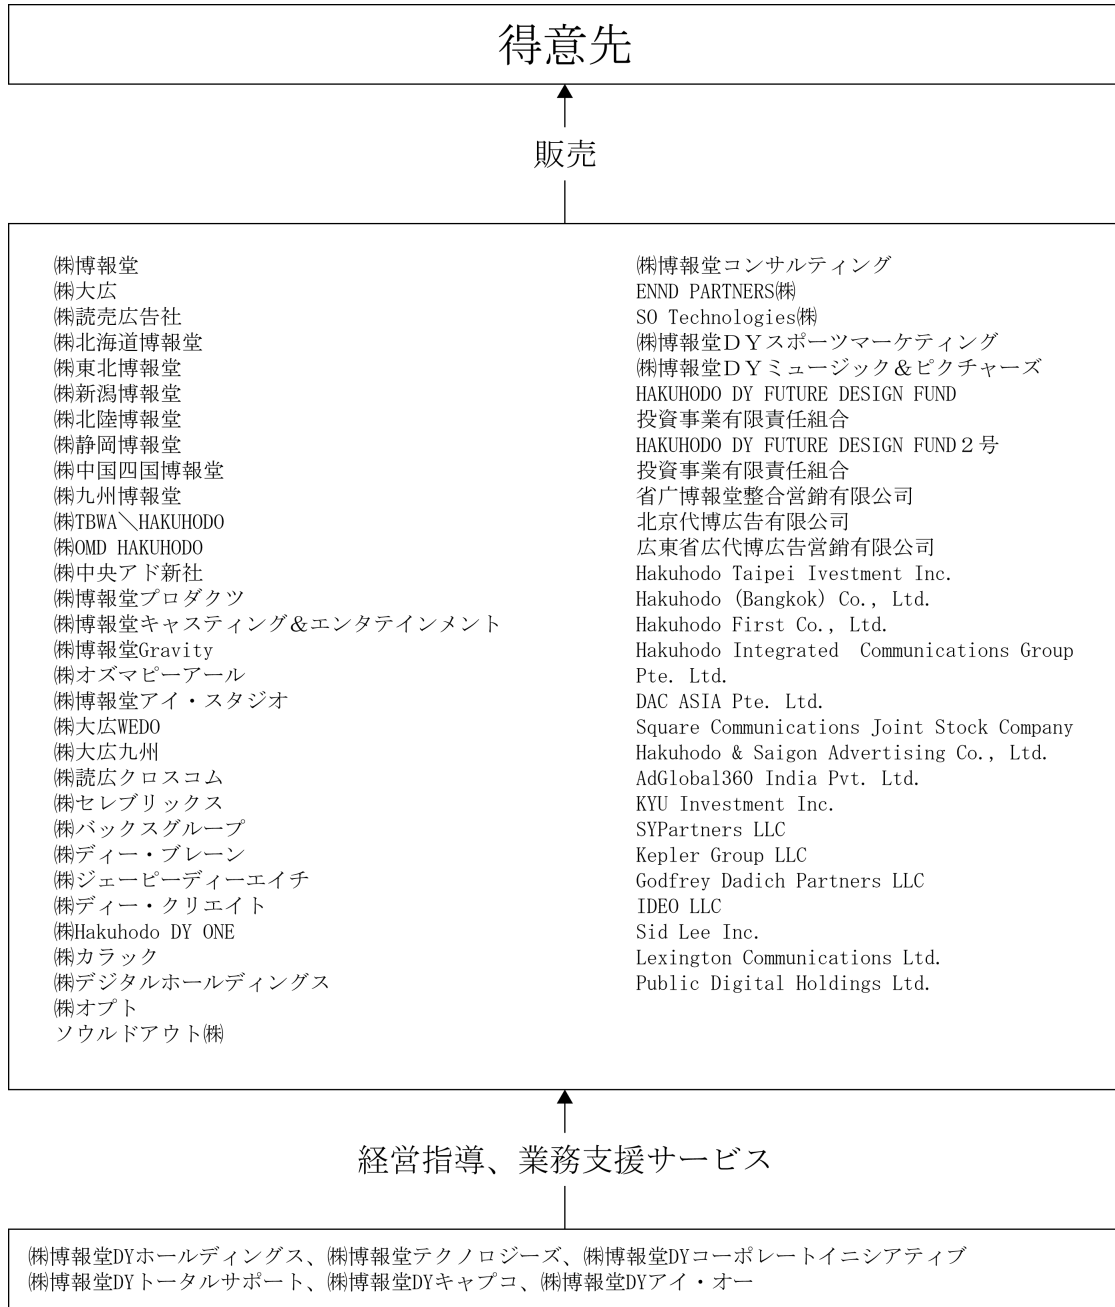 得意先
販売
㈱博報堂
㈱大広
㈱読売広告社
㈱北海道博報堂
㈱東北博報堂
㈱新潟博報堂
㈱北陸博報堂
㈱静岡博報堂
㈱中国四国博報堂
㈱九州博報堂
㈱TBWA＼HAKUHODO
㈱OMD HAKUHODO
㈱中央アド新社
㈱博報堂プロダクツ
㈱博報堂キャスティング＆エンタテインメント
㈱博報堂Gravity
㈱オズマピーアール
㈱博報堂アイ・スタジオ
㈱大広WEDO
㈱大広九州
㈱読広クロスコム
㈱セレブリックス
㈱バックスグループ
㈱ディー・ブレーン
㈱ジェーピーディーエイチ
㈱ディー・クリエイト
㈱Hakuhodo DY ONE
㈱カラック
㈱デジタルホールディングス
㈱オプト
ソウルドアウト㈱
㈱博報堂コンサルティング
ENND PARTNERS㈱
SO Technologies㈱
㈱博報堂ＤＹスポーツマーケティング
㈱博報堂ＤＹミュージック＆ピクチャーズ
HAKUHODO DY FUTURE DESIGN FUND
投資事業有限責任組合
HAKUHODO DY FUTURE DESIGN FUND２号
投資事業有限責任組合
省广博報堂整合営銷有限公司
北京代博広告有限公司
広東省広代博広告営銷有限公司
Hakuhodo Taipei Ivestment Inc.
Hakuhodo (Bangkok) Co., Ltd.
Hakuhodo First Co., Ltd.
Hakuhodo Integrated　Communications Group
Pte. Ltd.
DAC ASIA Pte. Ltd.
Square Communications Joint Stock Company
Hakuhodo & Saigon Advertising Co., Ltd.
AdGlobal360 India Pvt. Ltd.
KYU Investment Inc.
SYPartners LLC
Kepler Group LLC
Godfrey Dadich Partners LLC
IDEO LLC
Sid Lee Inc.
Lexington Communications Ltd.
Public Digital Holdings Ltd.
経営指導、業務支援サービス
㈱博報堂DYホールディングス、㈱博報堂テクノロジーズ、㈱博報堂DYコーポレートイニシアティブ
㈱博報堂DYトータルサポート、㈱博報堂DYキャプコ、㈱博報堂DYアイ・オー